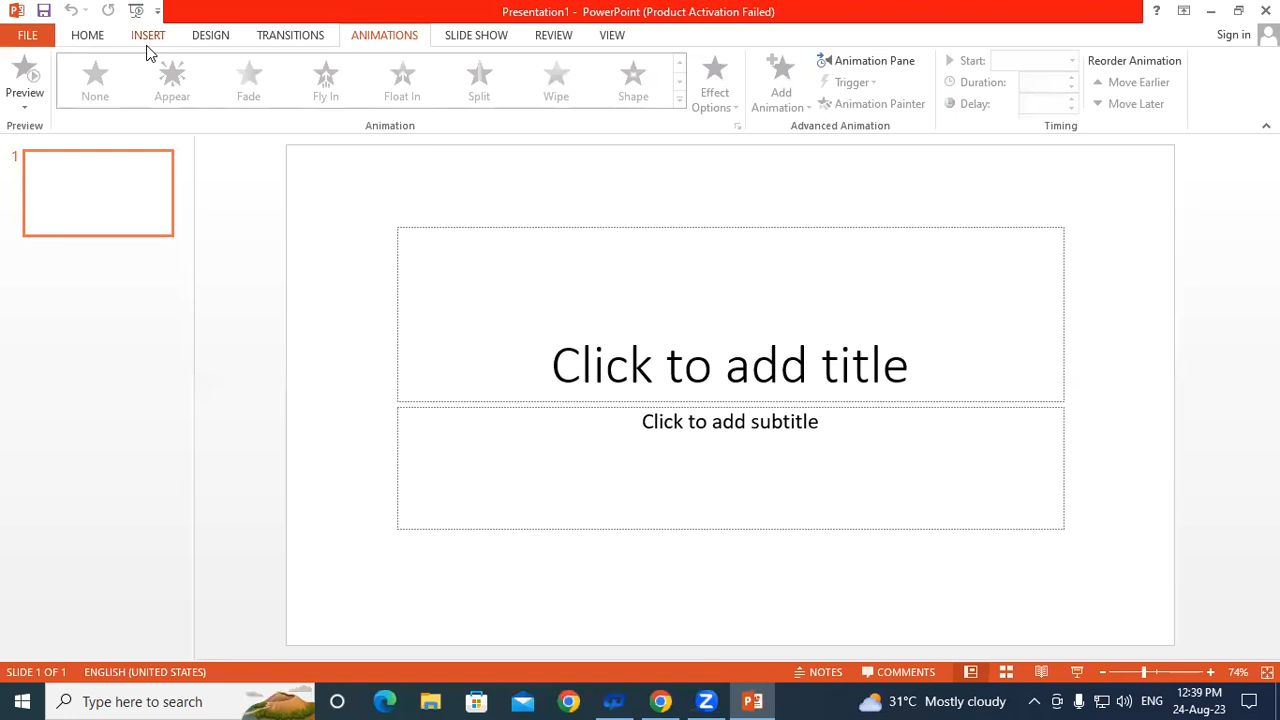 Presentation1 - PowerPoint (Product Activation Failed)
?
FILE HOME INSERT DESIGN TRANSITIONS ANIMATIONS SLIDE SHOW REVIEW VIEW Sign in
Preview
None Appear Fade Fly In Float In Split Wipe Shape
Effect Options
Add Animation
Animation Pane
Trigger
Animation Painter
Start:
Duration:
Delay:
Reorder Animation
Move Earlier
Move Later
Preview Animation Advanced Animation Timing
1
Click to add title
Click to add subtitle
SLIDE 1 OF 1 ENGLISH (UNITED STATES) NOTES COMMENTS 74%
Type here to search
31°C Mostly cloudy
ENG
12:39 PM
24-Aug-23